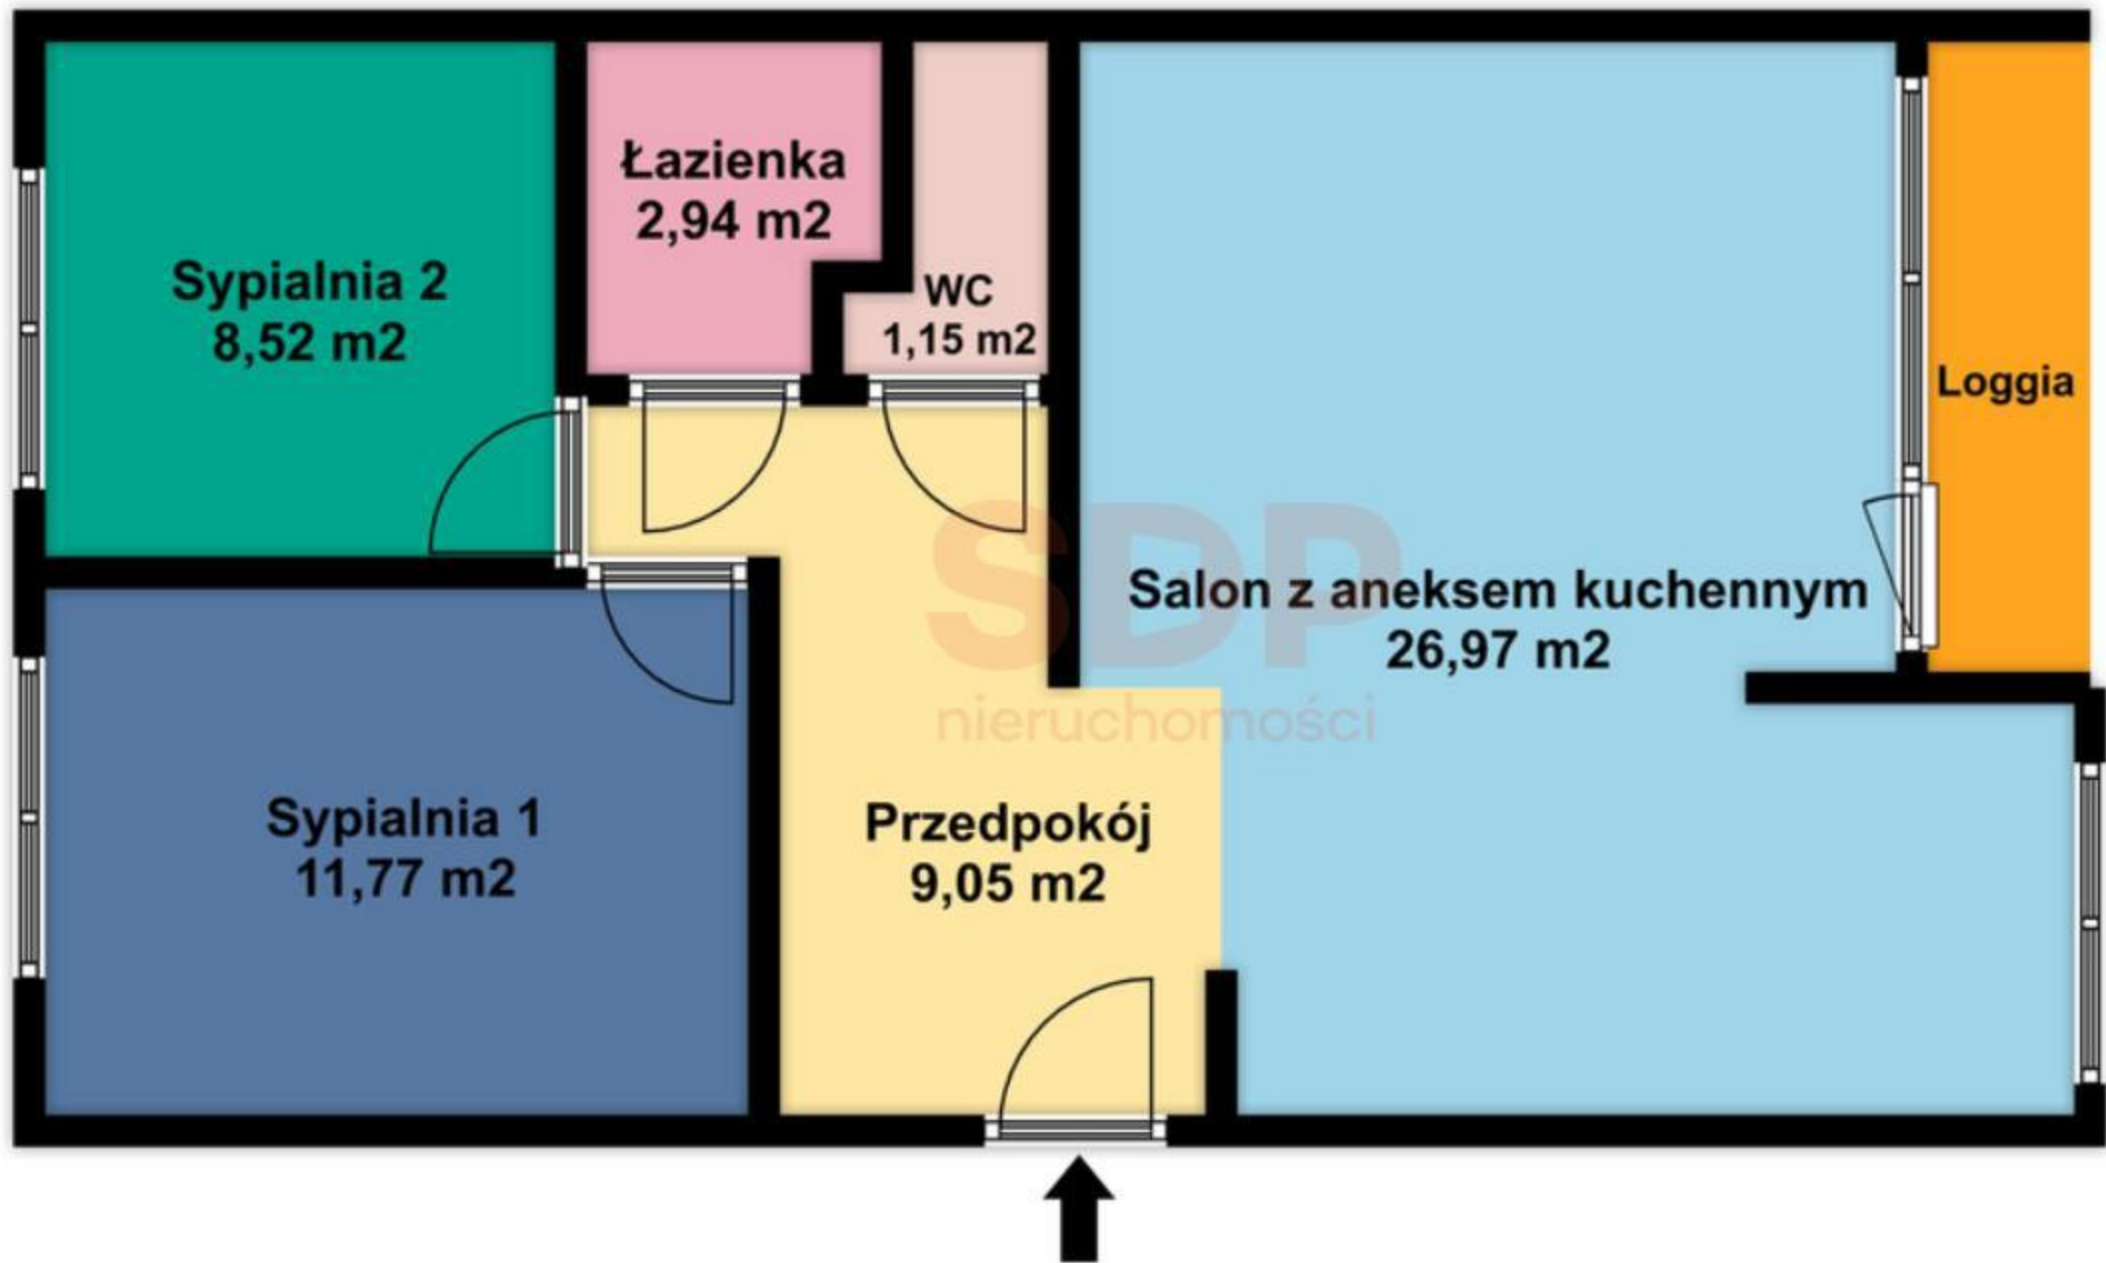 Łazienka
2,94 m2
Sypialnia 2
8,52 m2
WC
1,15 m2
Loggia
SDP
nieruchomości
Salon z aneksem kuchennym
26,97 m2
Sypialnia 1
11,77 m2
Przedpokój
9,05 m2